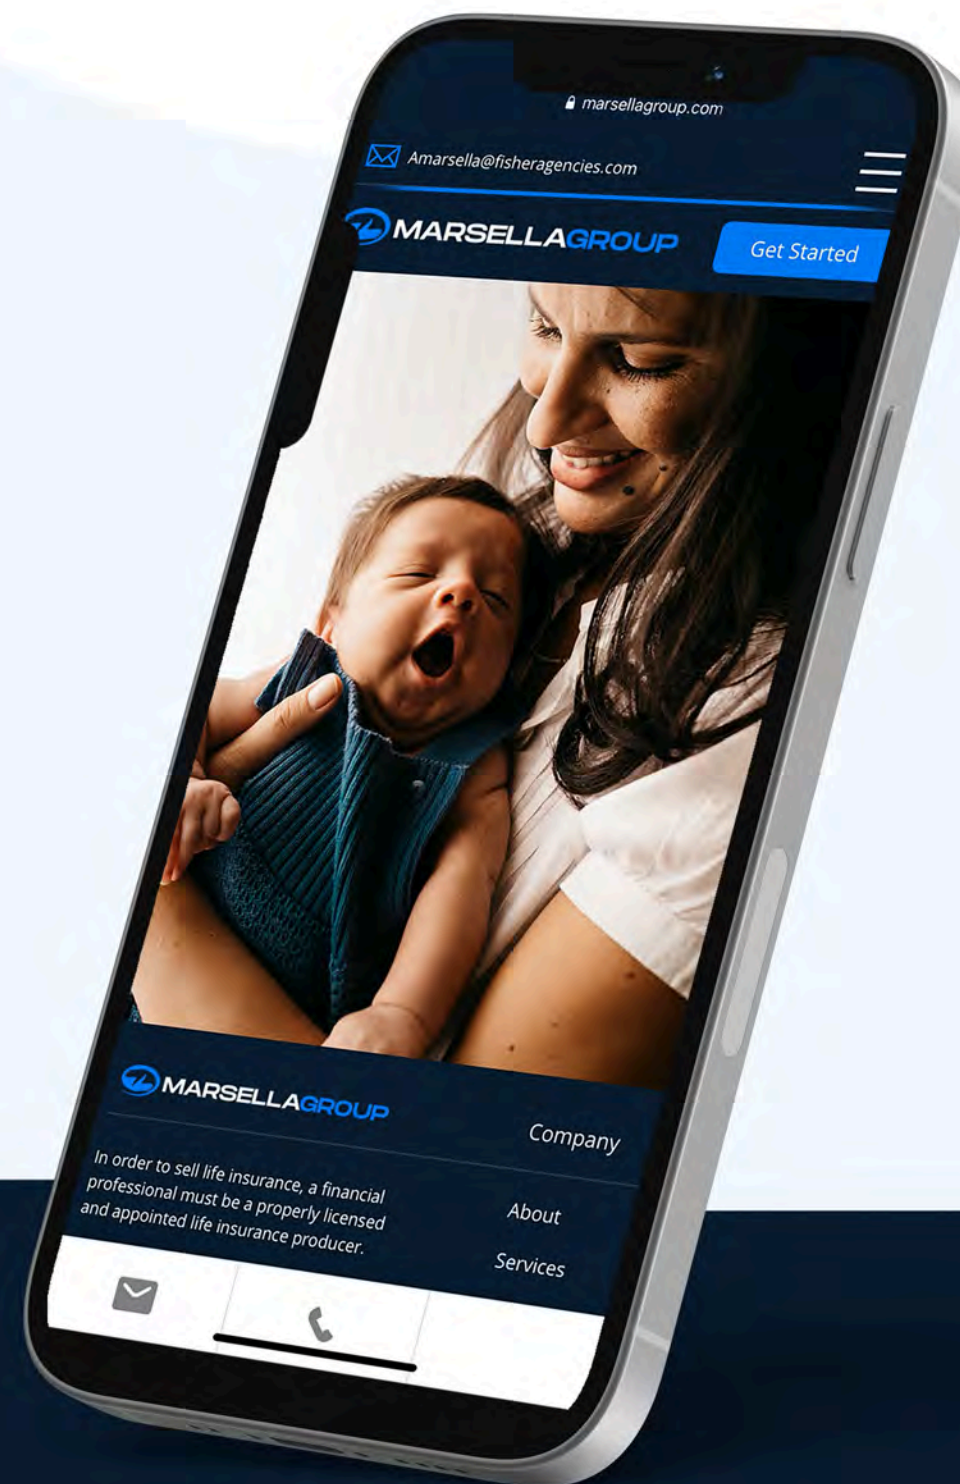 marsellagroup.com
Amarsella@fisheragencies.com
MARSELLAGROUP
Get Started
MARSELLAGROUP
Company
In order to sell life insurance, a financial
professional must be a properly licensed
and appointed life insurance producer.
About
Services